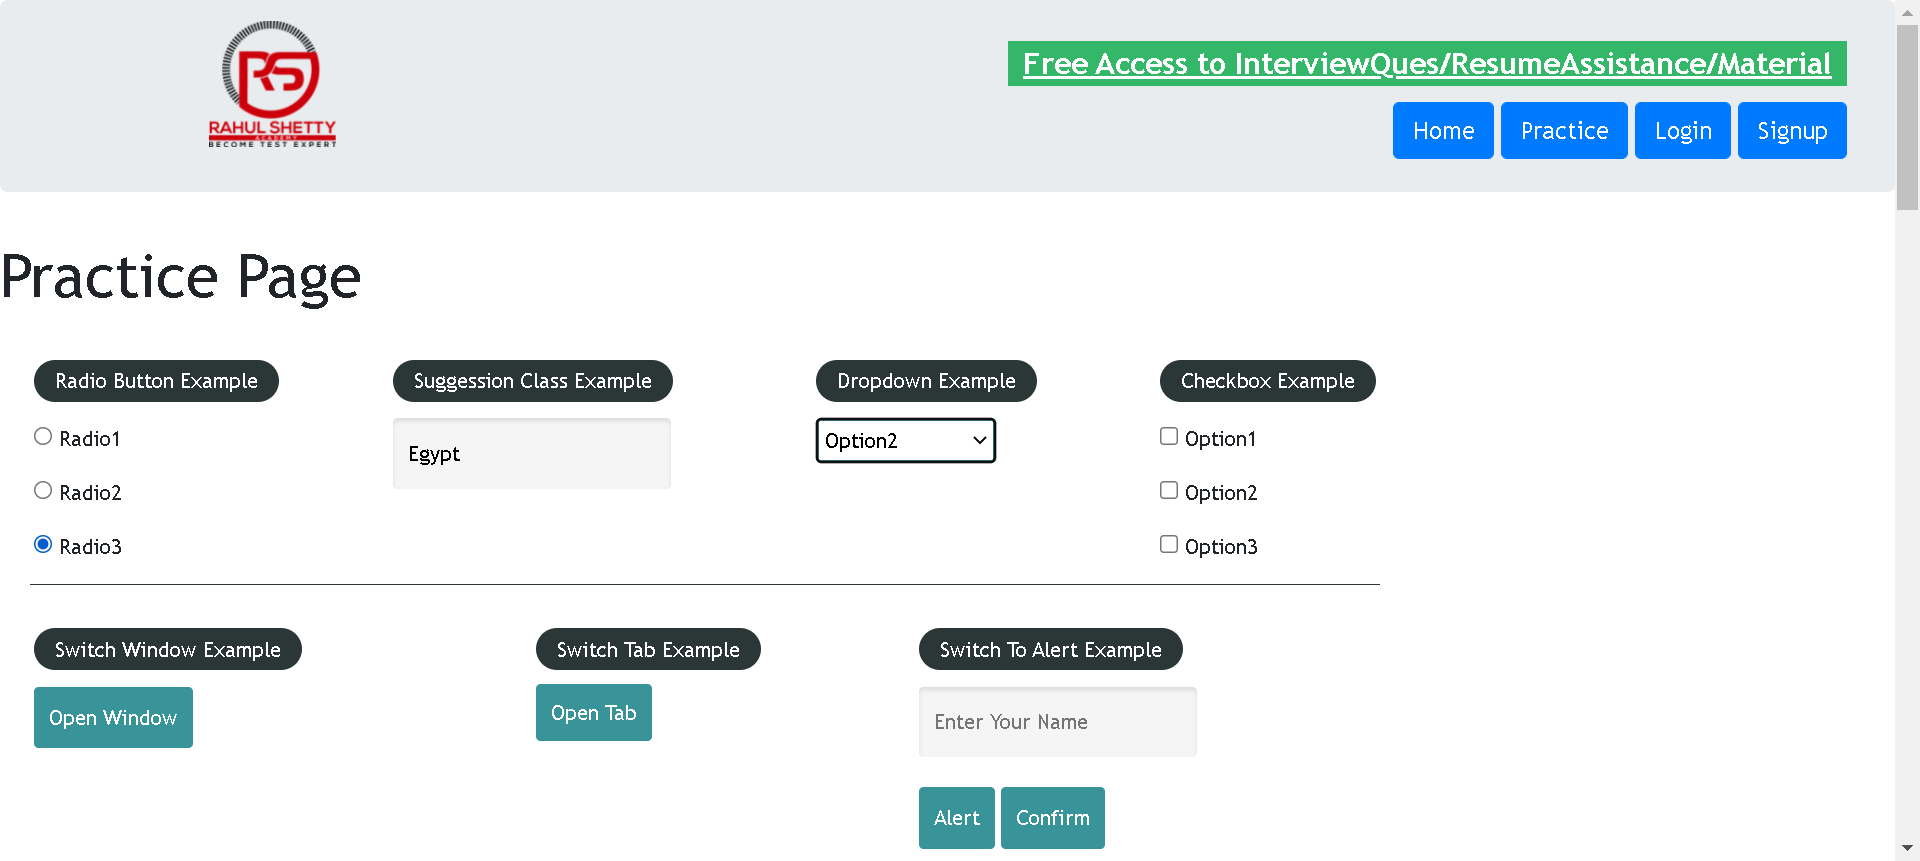 RAHUL SHETTY
ACADEMY
BECOME TEST EXPERT
Free Access to InterviewQues/ResumeAssistance/Material
Home Practice Login Signup
Practice Page
Radio Button Example
Radio1
Radio2
Radio3
Suggession Class Example
Egypt
Dropdown Example
Option2
Checkbox Example
Option1
Option2
Option3
Switch Window Example
Open Window
Switch Tab Example
Open Tab
Switch To Alert Example
Enter Your Name
Alert Confirm